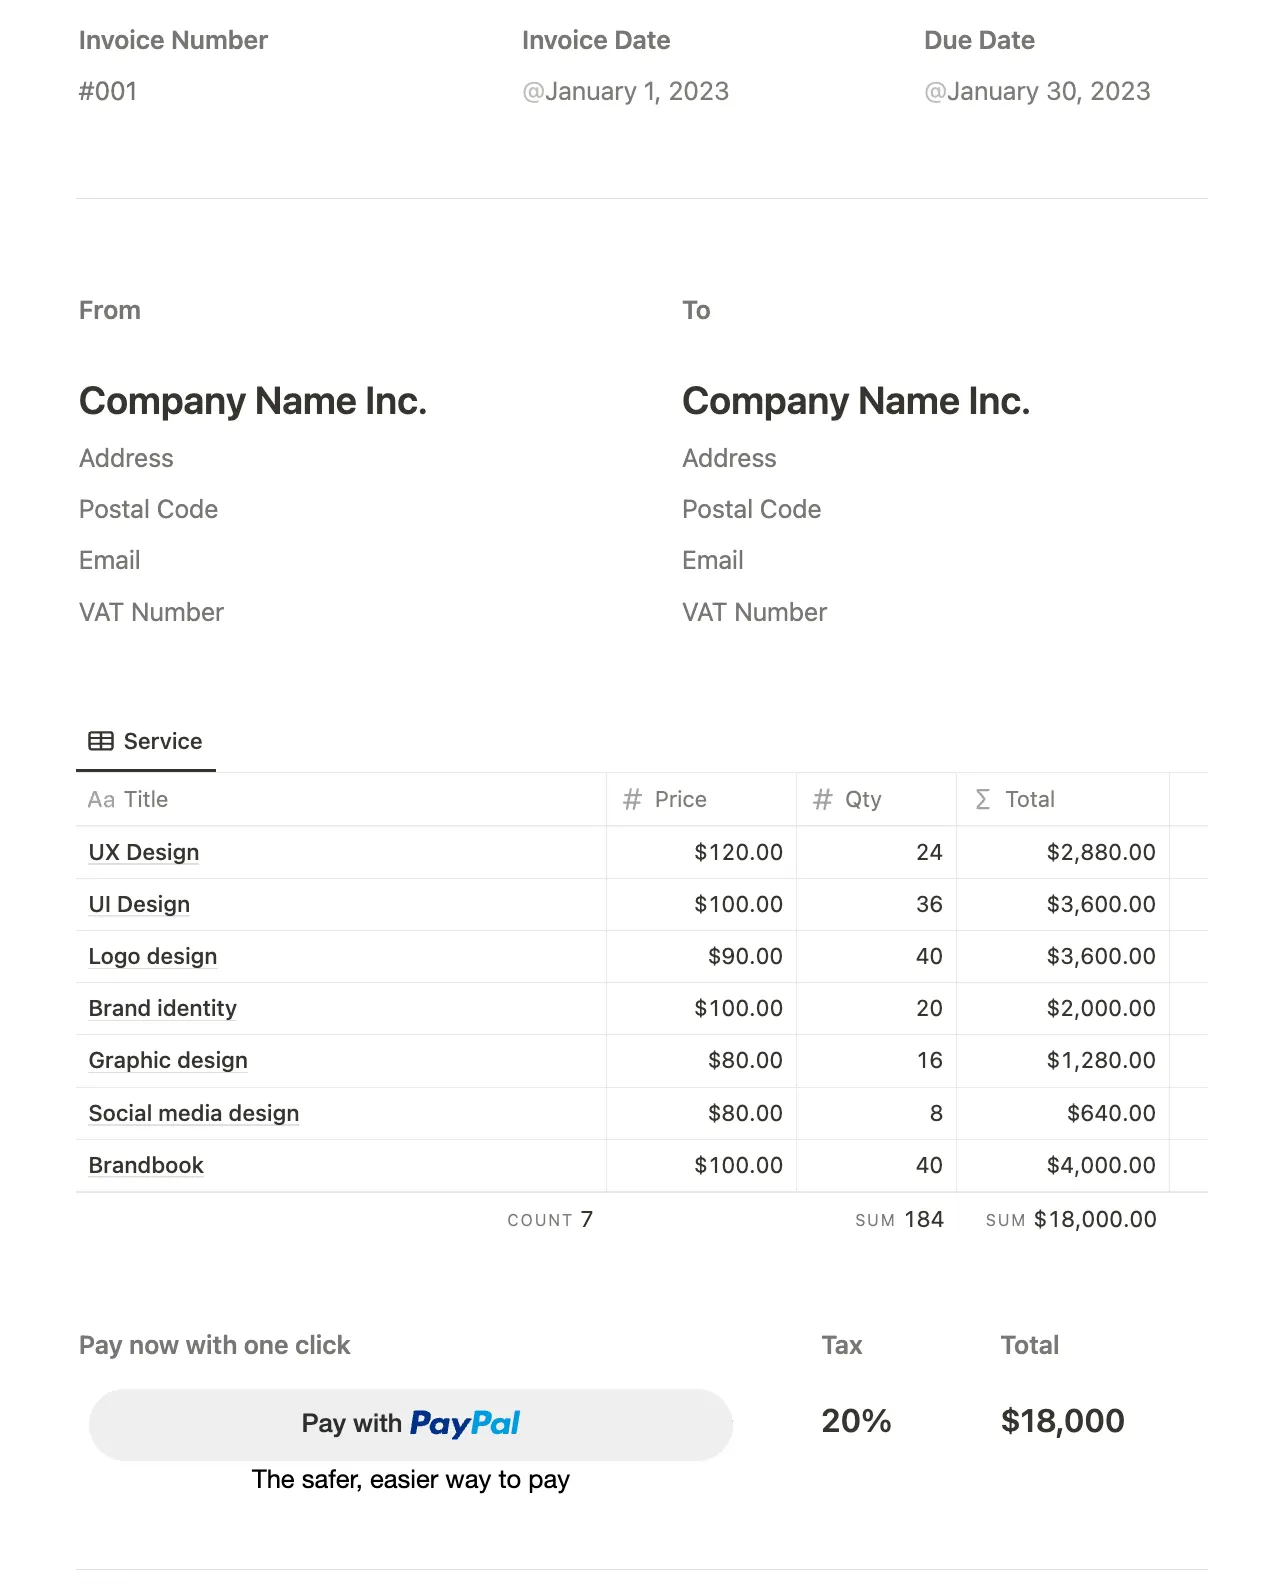 Invoice Number Invoice Date Due Date
#001 @January 1, 2023 @January 30, 2023
From To
Company Name Inc. Company Name Inc.
Address Address
Postal Code Postal Code
Email Email
VAT Number VAT Number
Service
Aa Title # Price # Qty Σ Total
UX Design $120.00 24 $2,880.00
UI Design $100.00 36 $3,600.00
Logo design $90.00 40 $3,600.00
Brand identity $100.00 20 $2,000.00
Graphic design $80.00 16 $1,280.00
Social media design $80.00 8 $640.00
Brandbook $100.00 40 $4,000.00
COUNT 7 SUM 184 SUM $18,000.00
Pay now with one click Tax Total
Pay with PayPal 20% $18,000
The safer, easier way to pay